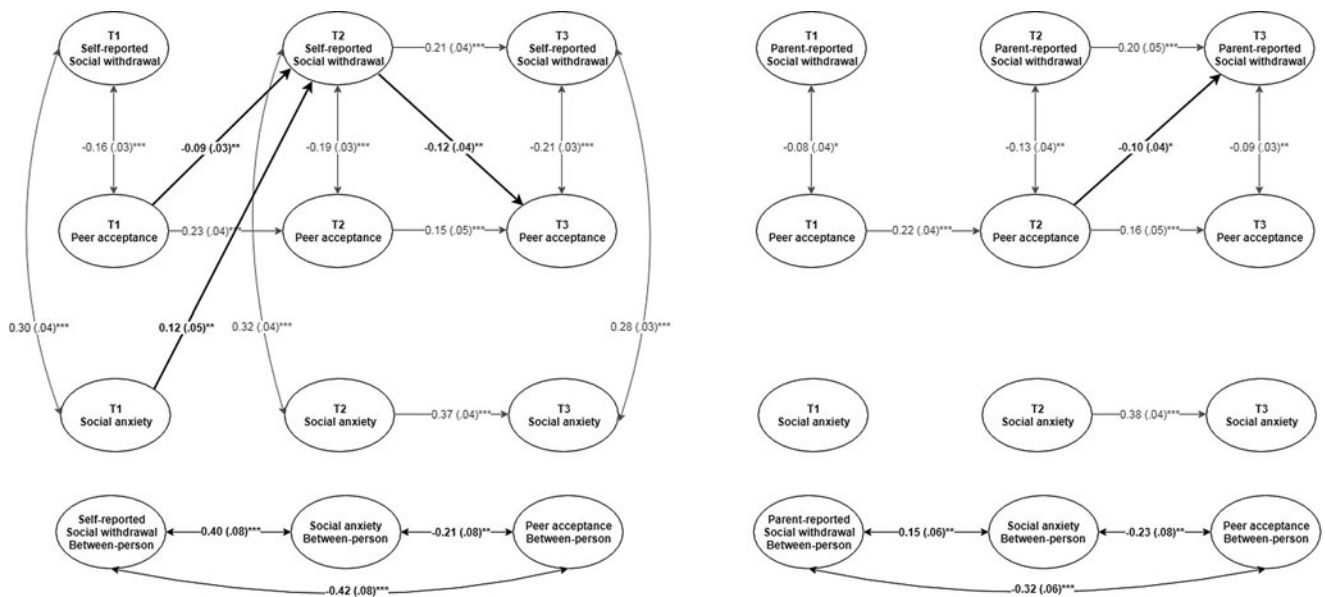 T1
Self-reported
Social withdrawal
T2
Self-reported
Social withdrawal
0.21 (.04)***
T3
Self-reported
Social withdrawal
-0.16 (.03)***
-0.09 (.03)**
-0.19 (.03)***
-0.12 (.04)**
-0.21 (.03)***
T1
Peer acceptance
0.23 (.04)***
T2
Peer acceptance
0.15 (.05)***
T3
Peer acceptance
0.30 (.04)***
0.12 (.05)**
0.32 (.04)***
0.28 (.03)***
T1
Social anxiety
T2
Social anxiety
0.37 (.04)***
T3
Social anxiety
Self-reported
Social withdrawal
Between-person
0.40 (.08)***
Social anxiety
Between-person
-0.21 (.08)**
Peer acceptance
Between-person
-0.42 (.08)***
T1
Parent-reported
Social withdrawal
T2
Parent-reported
Social withdrawal
0.20 (.05)***
T3
Parent-reported
Social withdrawal
-0.08 (.04)*
-0.13 (.04)**
-0.10 (.04)*
-0.09 (.03)**
T1
Peer acceptance
0.22 (.04)***
T2
Peer acceptance
0.16 (.05)***
T3
Peer acceptance
T1
Social anxiety
T2
Social anxiety
0.38 (.04)***
T3
Social anxiety
Parent-reported
Social withdrawal
Between-person
0.15 (.06)**
Social anxiety
Between-person
-0.23 (.08)**
Peer acceptance
Between-person
-0.32 (.06)***